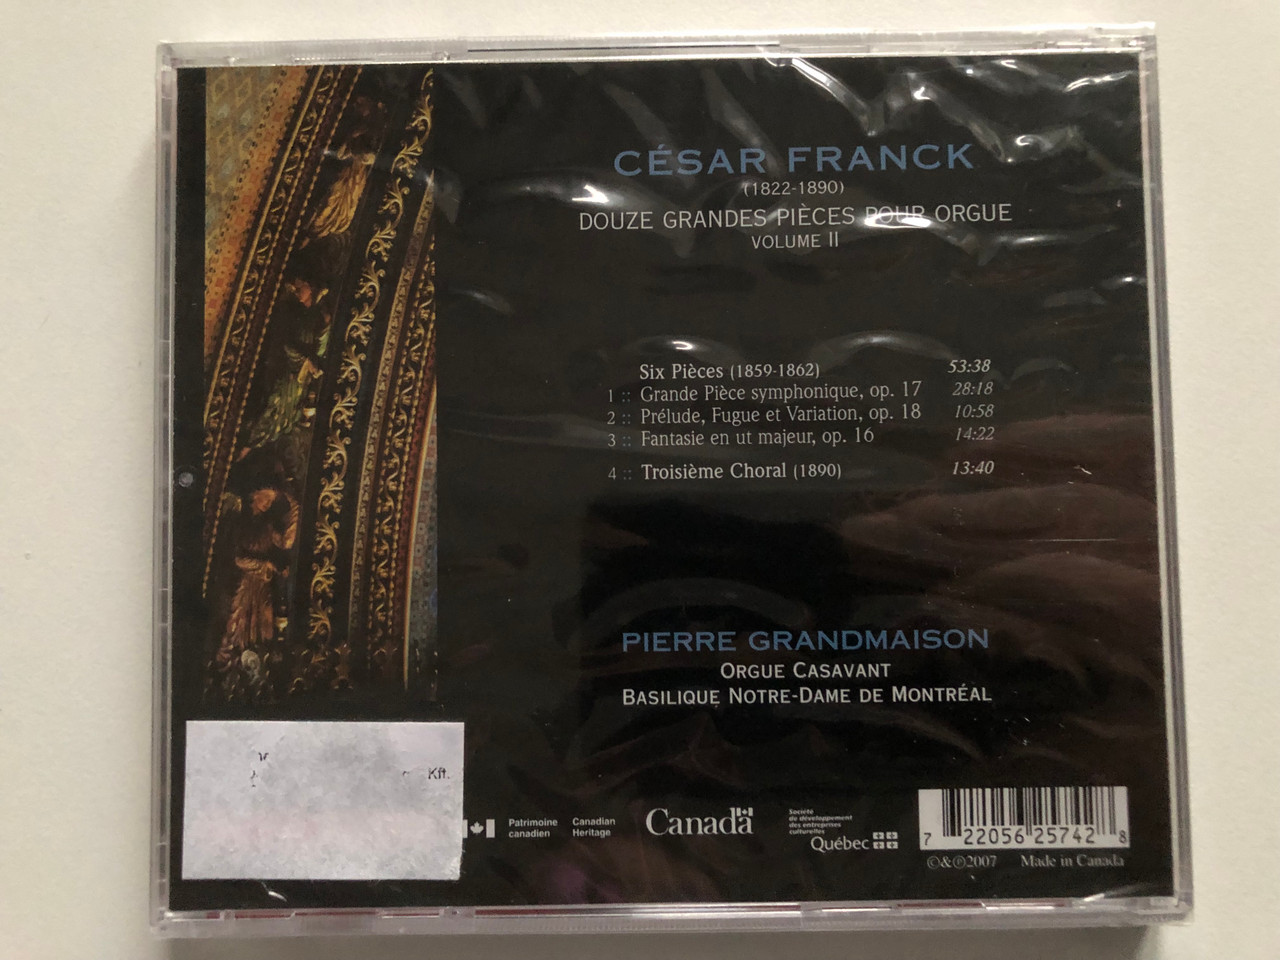 CÉSAR FRANCK
(1822-1890)
DOUZE GRANDES PIÈCES POUR ORGUE
VOLUME II
Six Pièces (1859-1862) 53:38
1 :: Grande Pièce symphonique, op. 17 28:18
2 :: Prélude, Fugue et Variation, op. 18 10:58
3 :: Fantasie en ut majeur, op. 16 14:22
4 :: Troisième Choral (1890) 13:40
PIERRE GRANDMAISON
ORGUE CASAVANT
BASILIQUE NOTRE-DAME DE MONTRÉAL
Kft.
Patrimoine canadien
Canadian Heritage
Canada
Société
de développement
des entreprises
culturelles
Québec
7 22056 25742 8
©&℗2007 Made in Canada